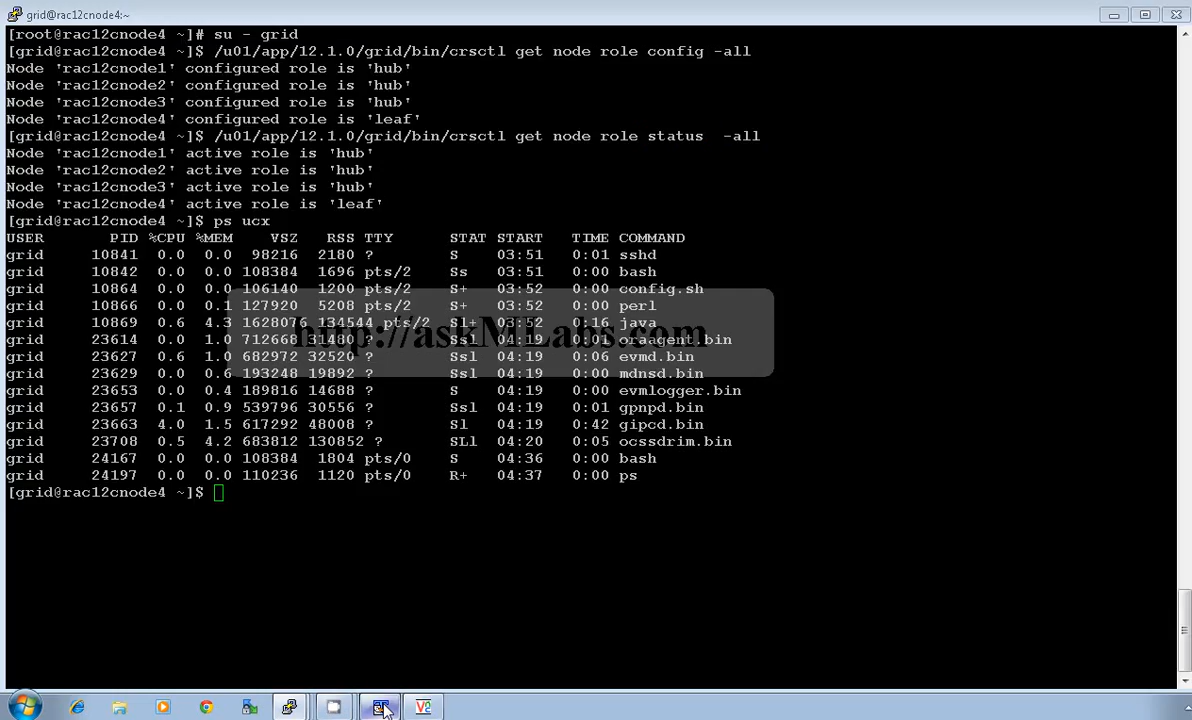 grid@rac12cnode4:~
[root@rac12cnode4 ~]# su - grid
[grid@rac12cnode4 ~]$ /u01/app/12.1.0/grid/bin/crsctl get node role config -all
Node 'rac12cnode1' configured role is 'hub'
Node 'rac12cnode2' configured role is 'hub'
Node 'rac12cnode3' configured role is 'hub'
Node 'rac12cnode4' configured role is 'leaf'
[grid@rac12cnode4 ~]$ /u01/app/12.1.0/grid/bin/crsctl get node role status  -all
Node 'rac12cnode1' active role is 'hub'
Node 'rac12cnode2' active role is 'hub'
Node 'rac12cnode3' active role is 'hub'
Node 'rac12cnode4' active role is 'leaf'
[grid@rac12cnode4 ~]$ ps ucx
USER       PID %CPU %MEM    VSZ   RSS TTY      STAT START   TIME COMMAND
grid     10841  0.0  0.0  98216  2180 ?        S    03:51   0:01 sshd
grid     10842  0.0  0.0 108384  1696 pts/2    Ss   03:51   0:00 bash
grid     10864  0.0  0.0 106140  1200 pts/2    S+   03:52   0:00 config.sh
grid     10866  0.0  0.1 127920  5208 pts/2    S+   03:52   0:00 perl
grid     10869  0.6  4.3 1628076 134544 pts/2  Sl+  03:52   0:16 java
http://askMLabs.com
grid     23614  0.0  1.0 712668 31480 ?        Ssl  04:19   0:01 oraagent.bin
grid     23627  0.6  1.0 682972 32520 ?        Ssl  04:19   0:06 evmd.bin
grid     23629  0.0  0.6 193248 19892 ?        Ssl  04:19   0:00 mdnsd.bin
grid     23653  0.0  0.4 189816 14688 ?        S    04:19   0:00 evmlogger.bin
grid     23657  0.1  0.9 539796 30556 ?        Ssl  04:19   0:01 gpnpd.bin
grid     23663  4.0  1.5 617292 48008 ?        Sl   04:19   0:42 gipcd.bin
grid     23708  0.5  4.2 683812 130852 ?       SLl  04:20   0:05 ocssdrim.bin
grid     24167  0.0  0.0 108384  1804 pts/0    S    04:36   0:00 bash
grid     24197  0.0  0.0 110236  1120 pts/0    R+   04:37   0:00 ps
[grid@rac12cnode4 ~]$